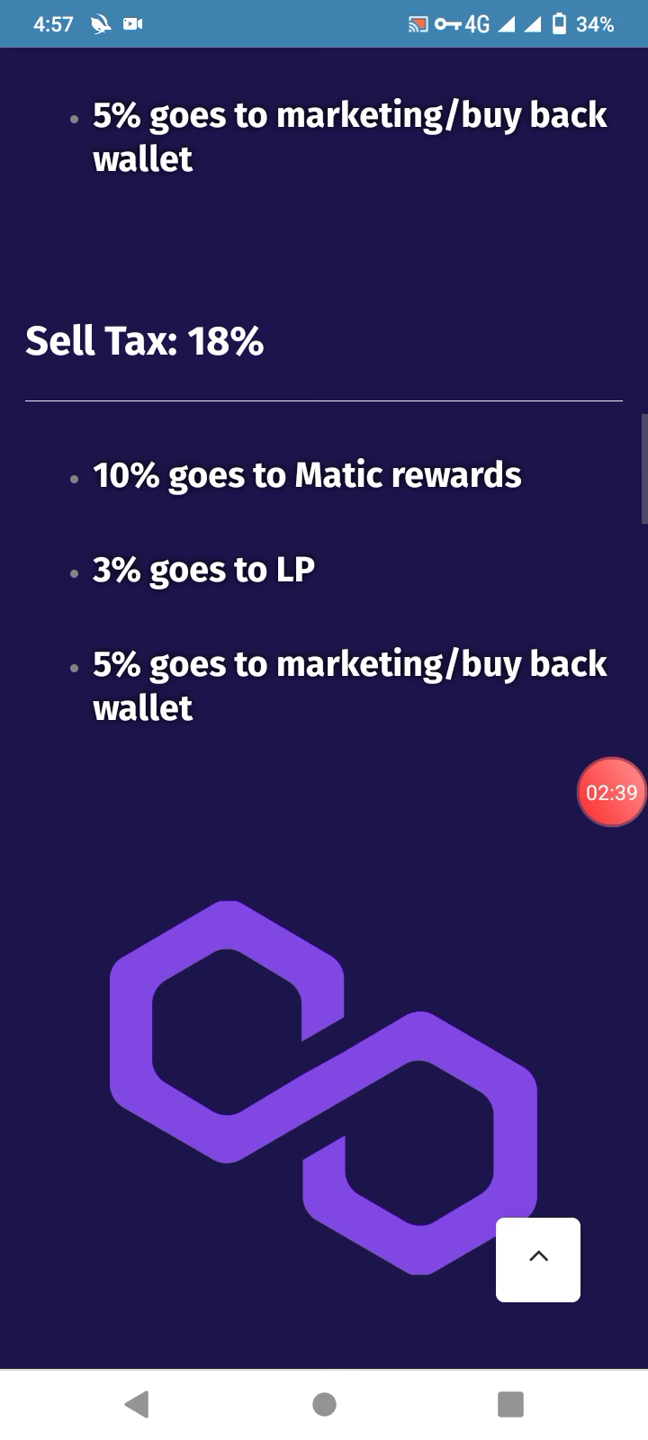 4:57 4G 34%
5% goes to marketing/buy back
wallet
Sell Tax: 18%
10% goes to Matic rewards
3% goes to LP
5% goes to marketing/buy back
wallet
02:39